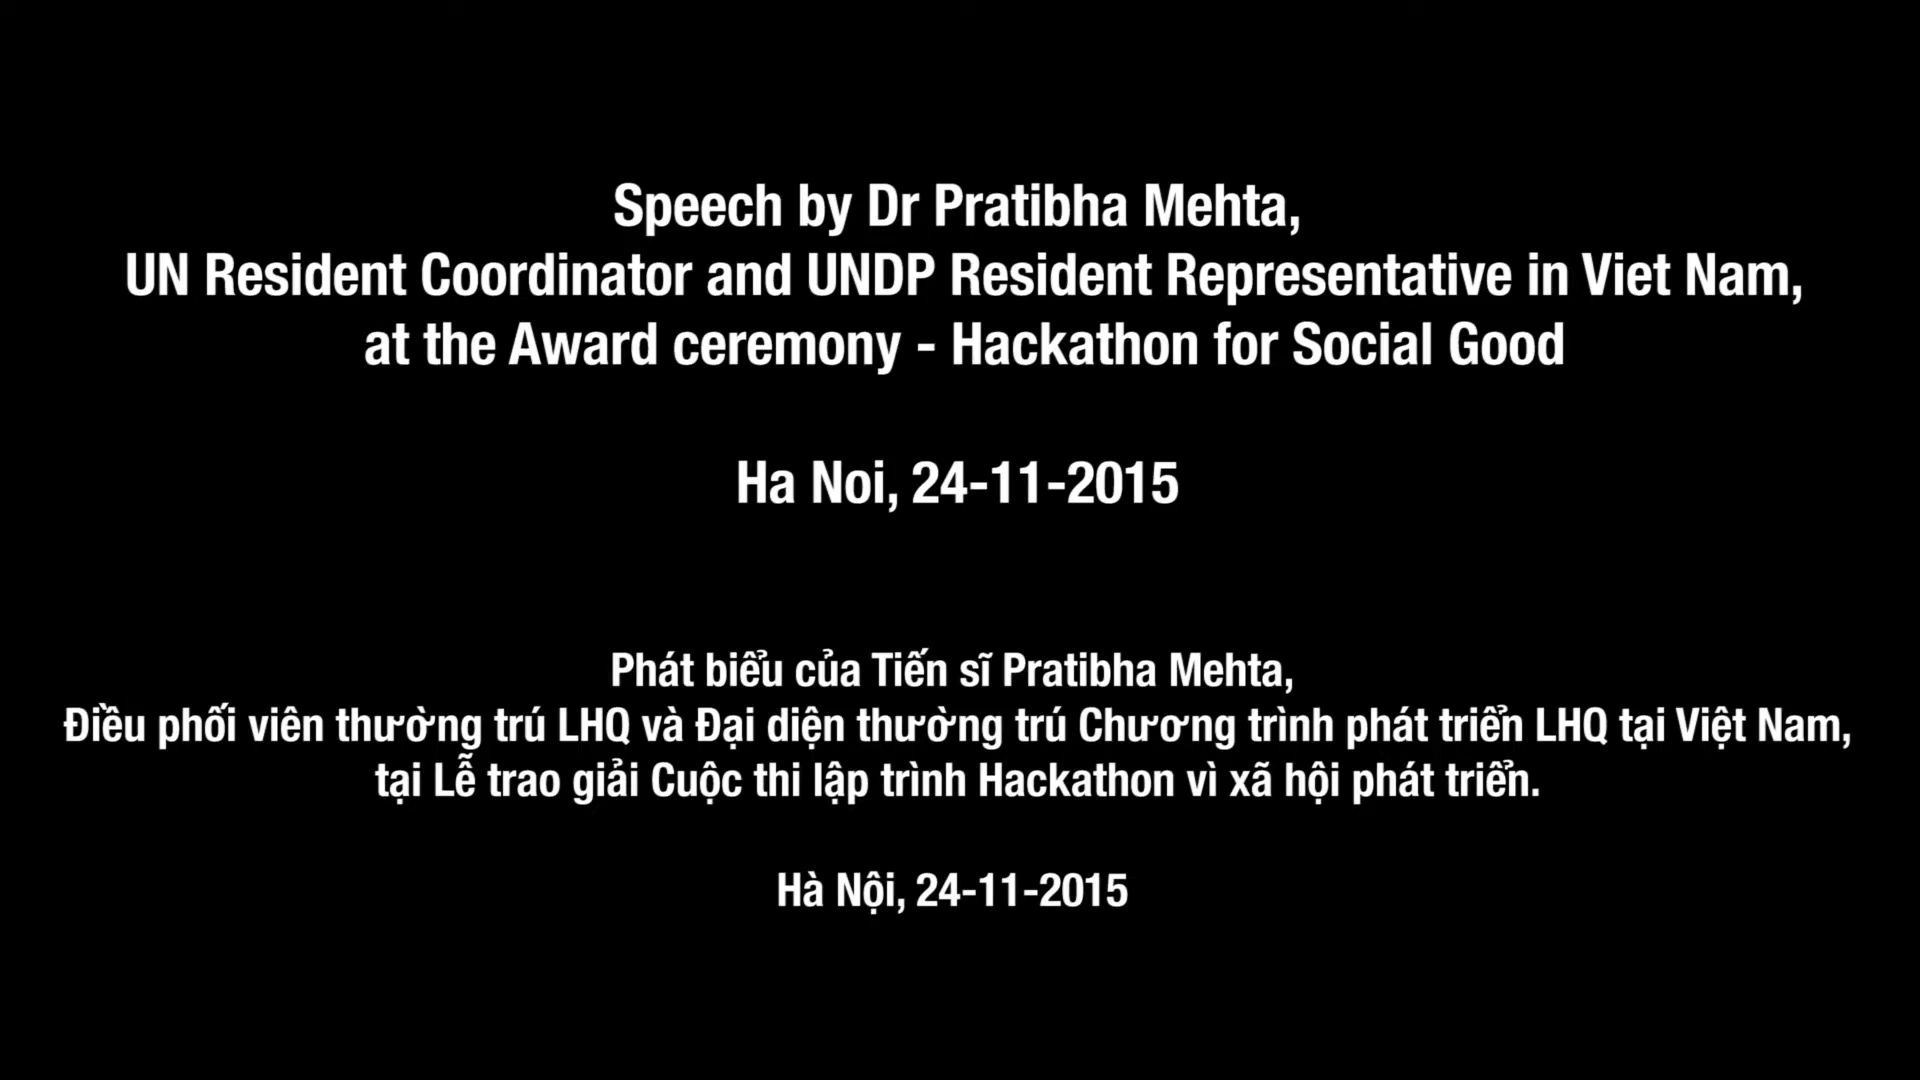 Speech by Dr Pratibha Mehta,
UN Resident Coordinator and UNDP Resident Representative in Viet Nam,
at the Award ceremony - Hackathon for Social Good
Ha Noi, 24-11-2015
Phát biểu của Tiến sĩ Pratibha Mehta,
Điều phối viên thường trú LHQ và Đại diện thường trú Chương trình phát triển LHQ tại Việt Nam,
tại Lễ trao giải Cuộc thi lập trình Hackathon vì xã hội phát triển.
Hà Nội, 24-11-2015